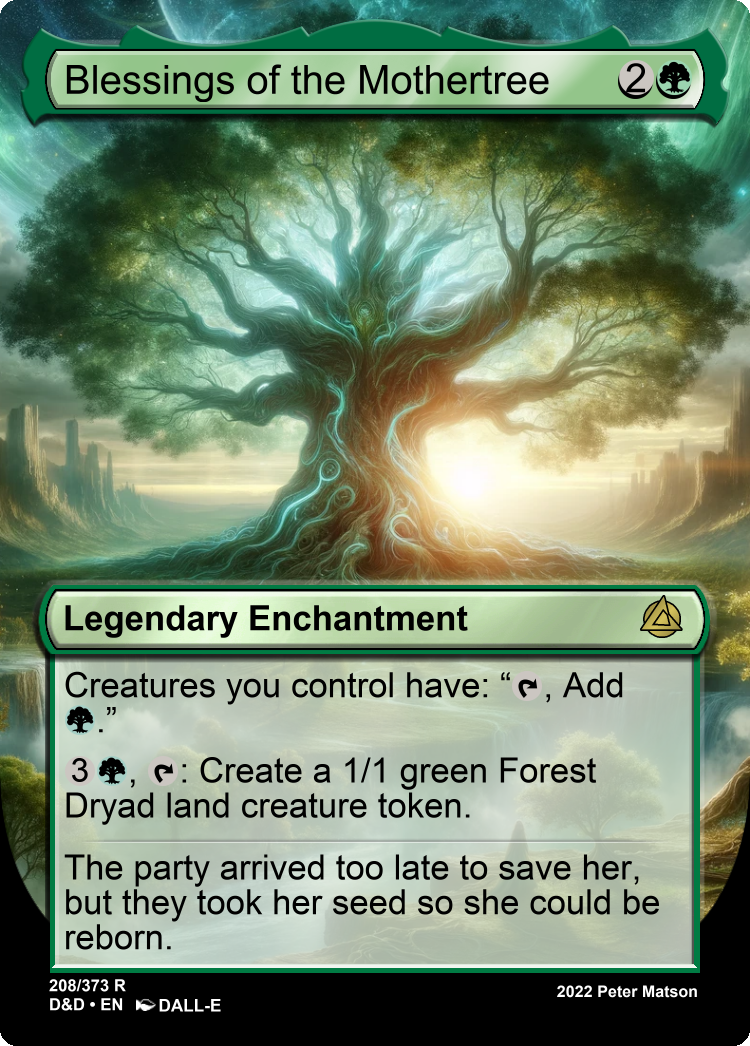 Blessings of the Mothertree 2
Legendary Enchantment
Creatures you control have: “ , Add
.”
3 , : Create a 1/1 green Forest
Dryad land creature token.
The party arrived too late to save her,
but they took her seed so she could be
reborn.
208/373 R
D&D • EN DALL-E
2022 Peter Matson